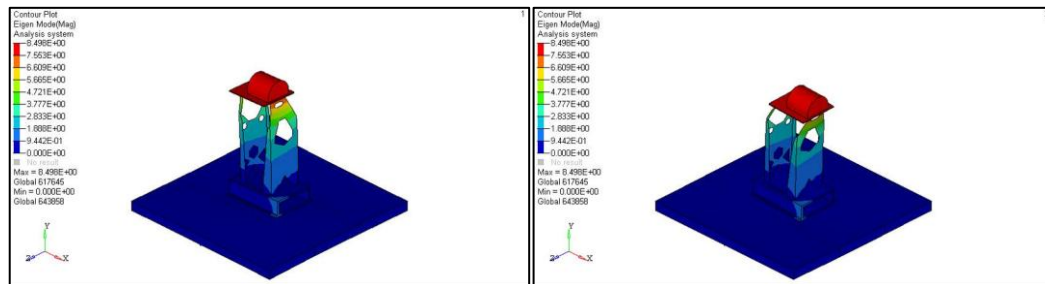 Contour Plot
Eigen Mode(Mag)
Analysis system
8.498E+00
7.553E+00
6.609E+00
5.665E+00
4.721E+00
3.777E+00
2.833E+00
1.888E+00
9.442E-01
0.000E+00
No result
Max = 8.498E+00
Global 617645
Min = 0.000E+00
Global 643858
1
Y
Z
X
Contour Plot
Eigen Mode(Mag)
Analysis system
8.498E+00
7.553E+00
6.609E+00
5.665E+00
4.721E+00
3.777E+00
2.833E+00
1.888E+00
9.442E-01
0.000E+00
No result
Max = 8.498E+00
Global 617645
Min = 0.000E+00
Global 643858
Y
Z
X